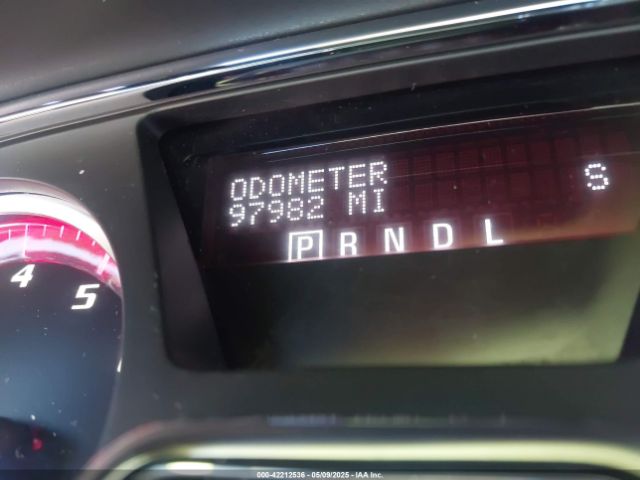 ODOMETER S
97982 MI
P R N D L
4
5
000-42212536 - 05/09/2025 - IAA Inc.